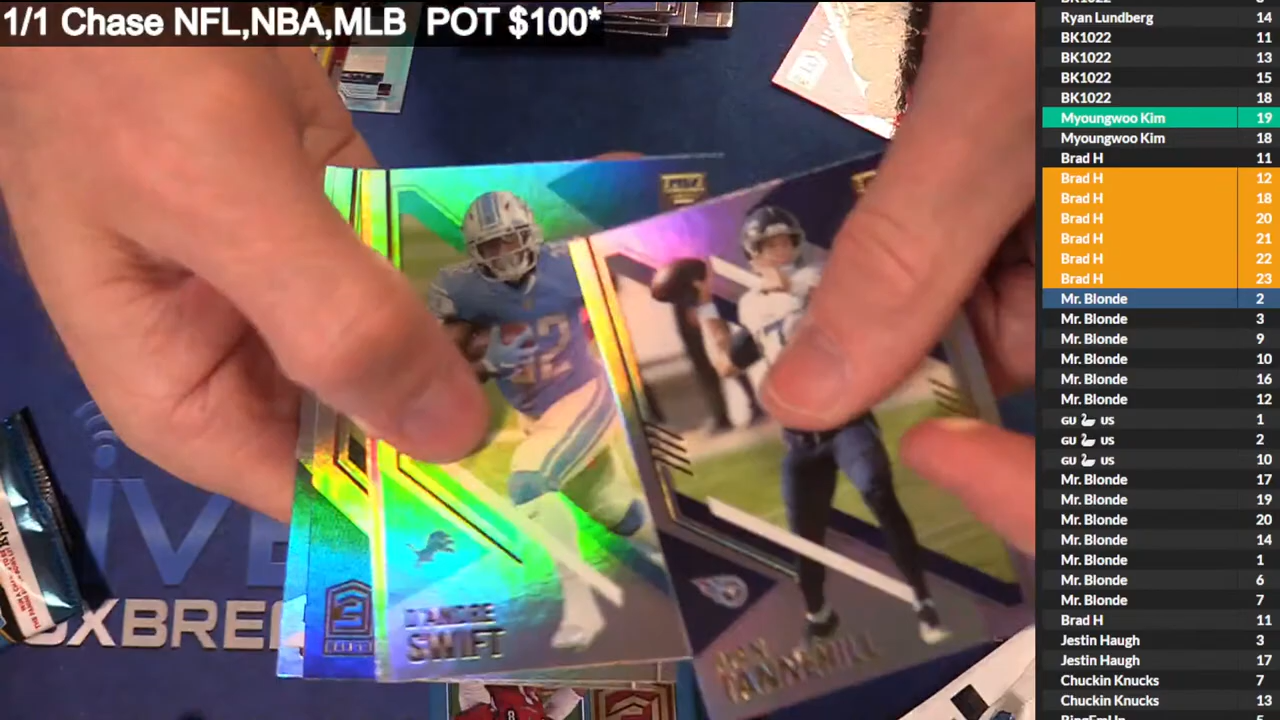 1/1 Chase NFL,NBA,MLB POT $100*
Ryan Lundberg 14
BK1022 11
BK1022 13
BK1022 15
BK1022 18
Myoungwoo Kim 19
Myoungwoo Kim 18
Brad H 11
Brad H 12
Brad H 18
Brad H 20
Brad H 21
Brad H 22
Brad H 23
Mr. Blonde 2
Mr. Blonde 3
Mr. Blonde 9
Mr. Blonde 10
Mr. Blonde 16
Mr. Blonde 12
GU US 1
GU US 2
GU US 10
Mr. Blonde 17
Mr. Blonde 19
Mr. Blonde 20
Mr. Blonde 14
Mr. Blonde 1
Mr. Blonde 6
Mr. Blonde 7
Brad H 11
Jestin Haugh 3
Jestin Haugh 17
Chuckin Knucks 7
Chuckin Knucks 13
D'ANDRE
SWIFT
RYAN
TANNEHILL